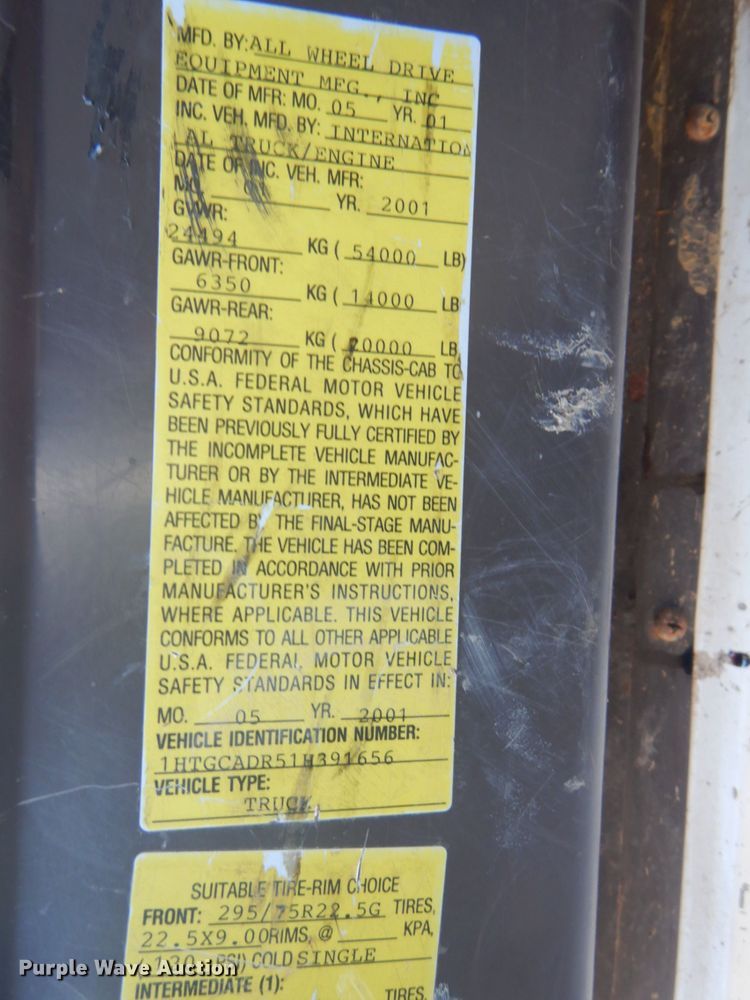 MFD. BY: ALL WHEEL DRIVE
EQUIPMENT MFG., INC
DATE OF MFR: MO. 05 YR. 01
INC. VEH. MFD. BY: INTERNATION
AL TRUCK/ENGINE
DATE OF INC. VEH. MFR:
MO. YR. 2001
GVWR:
24494 KG ( 54000 LB)
GAWR-FRONT:
6350 KG ( 14000 LB
GAWR-REAR:
9072 KG ( 20000 LB
CONFORMITY OF THE CHASSIS-CAB TO
U.S.A. FEDERAL MOTOR VEHICLE
SAFETY STANDARDS, WHICH HAVE
BEEN PREVIOUSLY FULLY CERTIFIED BY
THE INCOMPLETE VEHICLE MANUFAC-
TURER OR BY THE INTERMEDIATE VE-
HICLE MANUFACTURER, HAS NOT BEEN
AFFECTED BY THE FINAL-STAGE MANU-
FACTURE. THE VEHICLE HAS BEEN COM-
PLETED IN ACCORDANCE WITH PRIOR
MANUFACTURER'S INSTRUCTIONS,
WHERE APPLICABLE. THIS VEHICLE
CONFORMS TO ALL OTHER APPLICABLE
U.S.A. FEDERAL MOTOR VEHICLE
SAFETY STANDARDS IN EFFECT IN:
MO. 05 YR. 2001
VEHICLE IDENTIFICATION NUMBER:
1HTGCADR51H391656
VEHICLE TYPE:
TRUCK
SUITABLE TIRE-RIM CHOICE
FRONT: 295/75R22.5G TIRES,
22.5X9.00 RIMS, @ KPA,
(130 PSI) COLD SINGLE
INTERMEDIATE (1):
TIRES,
Purple Wave Auction